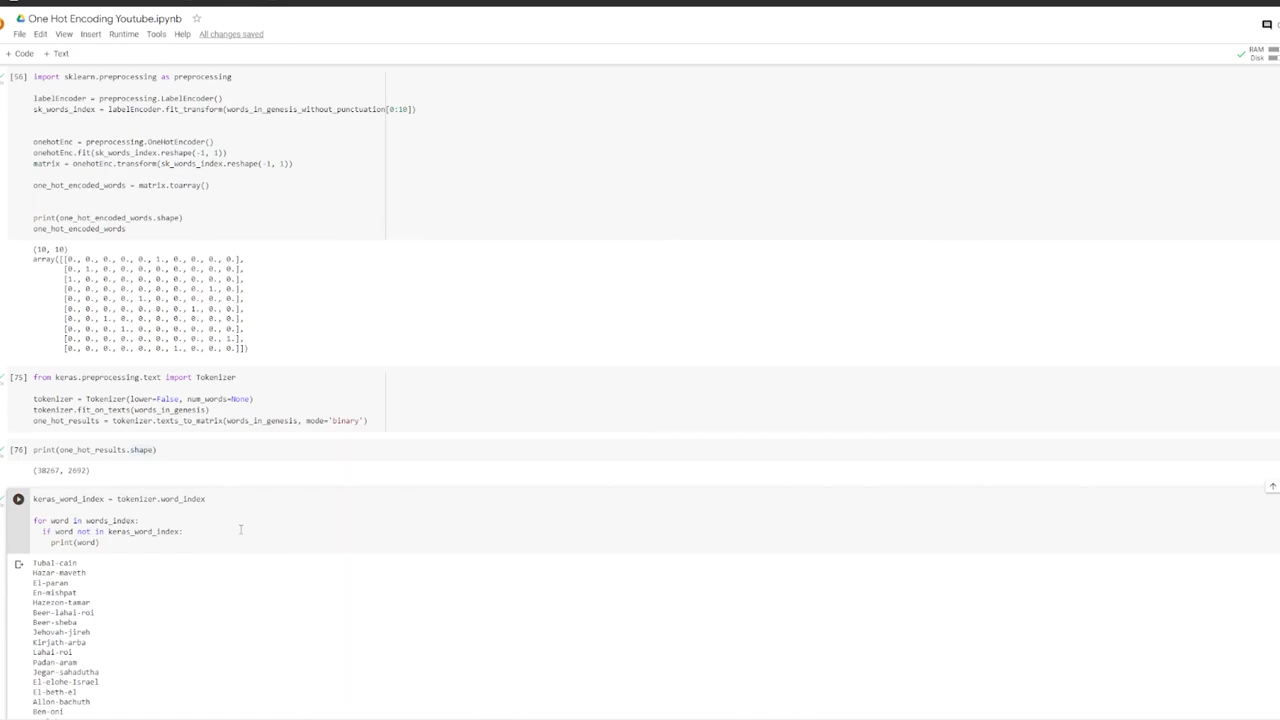 One Hot Encoding Youtube.ipynb
File Edit View Insert Runtime Tools Help All changes saved
+ Code + Text
RAM
Disk
[56] import sklearn.preprocessing as preprocessing
labelEncoder = preprocessing.LabelEncoder()
sk_words_index = labelEncoder.fit_transform(words_in_genesis_without_punctuation[0:10])
onehotEnc = preprocessing.OneHotEncoder()
onehotEnc.fit(sk_words_index.reshape(-1, 1))
matrix = onehotEnc.transform(sk_words_index.reshape(-1, 1))
one_hot_encoded_words = matrix.toarray()
print(one_hot_encoded_words.shape)
one_hot_encoded_words
(10, 10)
array([[0., 0., 0., 0., 0., 1., 0., 0., 0., 0.],
[0., 1., 0., 0., 0., 0., 0., 0., 0., 0.],
[1., 0., 0., 0., 0., 0., 0., 0., 0., 0.],
[0., 0., 0., 0., 0., 0., 0., 0., 1., 0.],
[0., 0., 0., 0., 1., 0., 0., 0., 0., 0.],
[0., 0., 0., 0., 0., 0., 0., 1., 0., 0.],
[0., 0., 1., 0., 0., 0., 0., 0., 0., 0.],
[0., 0., 0., 1., 0., 0., 0., 0., 0., 0.],
[0., 0., 0., 0., 0., 0., 0., 0., 0., 1.],
[0., 0., 0., 0., 0., 0., 1., 0., 0., 0.]])
[75] from keras.preprocessing.text import Tokenizer
tokenizer = Tokenizer(lower=False, num_words=None)
tokenizer.fit_on_texts(words_in_genesis)
one_hot_results = tokenizer.texts_to_matrix(words_in_genesis, mode='binary')
[76] print(one_hot_results.shape)
(38267, 2692)
keras_word_index = tokenizer.word_index
for word in words_index:
if word not in keras_word_index:
print(word)
Tubal-cain
Hazar-maveth
El-paran
En-mishpat
Hazezon-tamar
Beer-lahai-roi
Beer-sheba
Jehovah-jireh
Kirjath-arba
Lahai-roi
Padan-aram
Jegar-sahadutha
El-elohe-Israel
El-beth-el
Allon-bachuth
Ben-oni